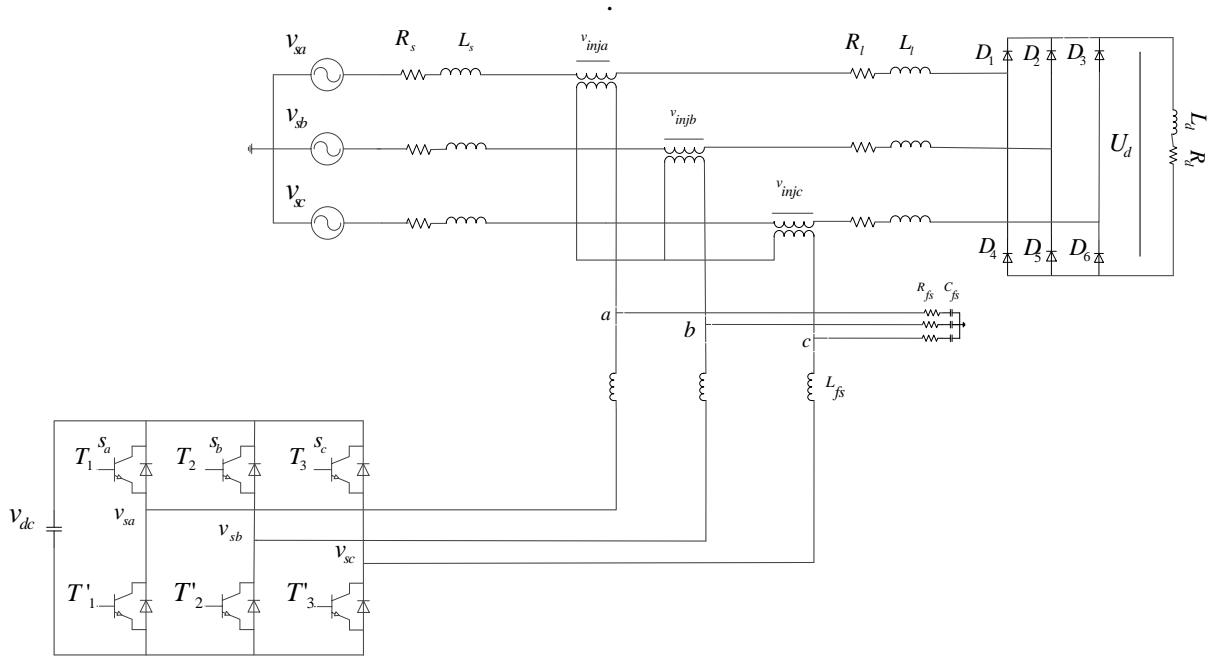 v_sa R_s L_s v_inja R_l L_l D_1 D_2 D_3
v_sb v_injb U_d L_d R_d
v_sc v_injc D_4 D_5 D_6
R_fs C_fs
a
b
c
L_fs
s_a s_b s_c
T_1 T_2 T_3
v_dc v_sa
v_sb
v_sc
T'_1 T'_2 T'_3